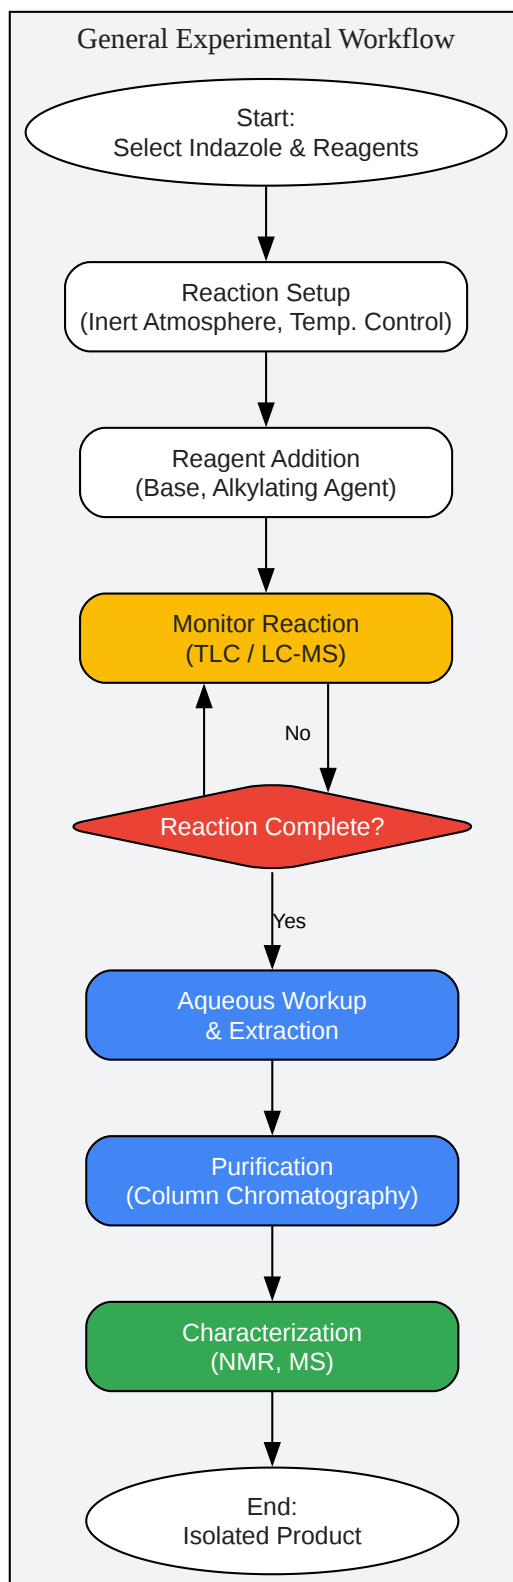 General Experimental Workflow
Start:
Select Indazole & Reagents
Reaction Setup
(Inert Atmosphere, Temp. Control)
Reagent Addition
(Base, Alkylating Agent)
Monitor Reaction
(TLC / LC-MS)
No
Reaction Complete?
Yes
Aqueous Workup
& Extraction
Purification
(Column Chromatography)
Characterization
(NMR, MS)
End:
Isolated Product